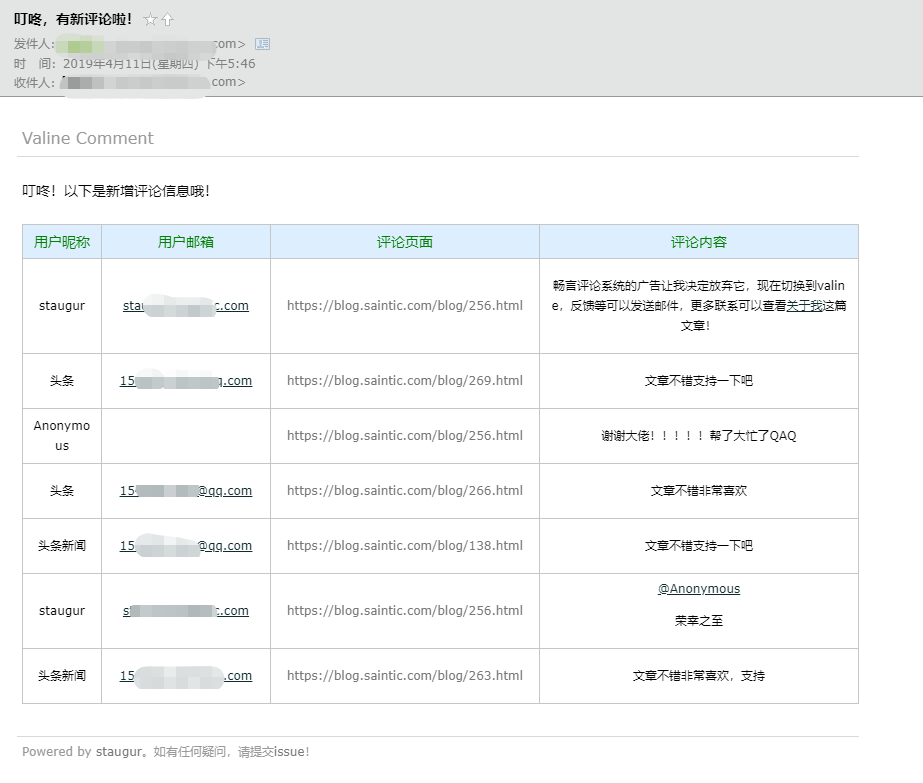 叮咚，有新评论啦！
发件人： com>
时 间： 2019年4月11日(星期四) 下午5:46
收件人： com>
Valine Comment
叮咚！以下是新增评论信息哦！
用户昵称 用户邮箱 评论页面 评论内容
staugur stau c.com https://blog.saintic.com/blog/256.html 畅言评论系统的广告让我决定放弃它，现在切换到valin
e，反馈等可以发送邮件，更多联系可以查看关于我这篇
文章！
头条 15 q.com https://blog.saintic.com/blog/269.html 文章不错支持一下吧
Anonymo
us https://blog.saintic.com/blog/256.html 谢谢大佬！！！！！帮了大忙了QAQ
头条 15 @qq.com https://blog.saintic.com/blog/266.html 文章不错非常喜欢
头条新闻 15 @qq.com https://blog.saintic.com/blog/138.html 文章不错支持一下吧
staugur s c.com https://blog.saintic.com/blog/256.html @Anonymous
荣幸之至
头条新闻 15 .com https://blog.saintic.com/blog/263.html 文章不错非常喜欢，支持
Powered by staugur。如有任何疑问，请提交issue！